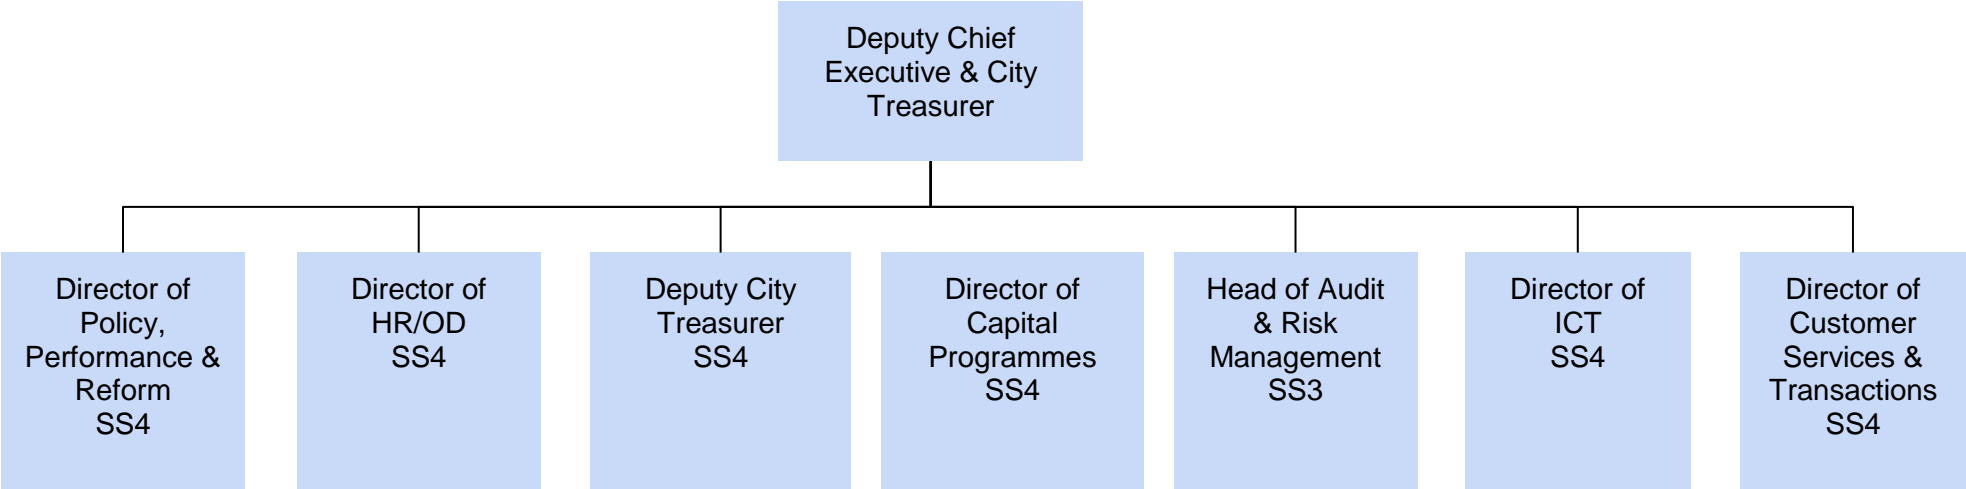 Deputy Chief
Executive & City
Treasurer
Director of
Policy,
Performance &
Reform
SS4
Director of
HR/OD
SS4
Deputy City
Treasurer
SS4
Director of
Capital
Programmes
SS4
Head of Audit
& Risk
Management
SS3
Director of
ICT
SS4
Director of
Customer
Services &
Transactions
SS4